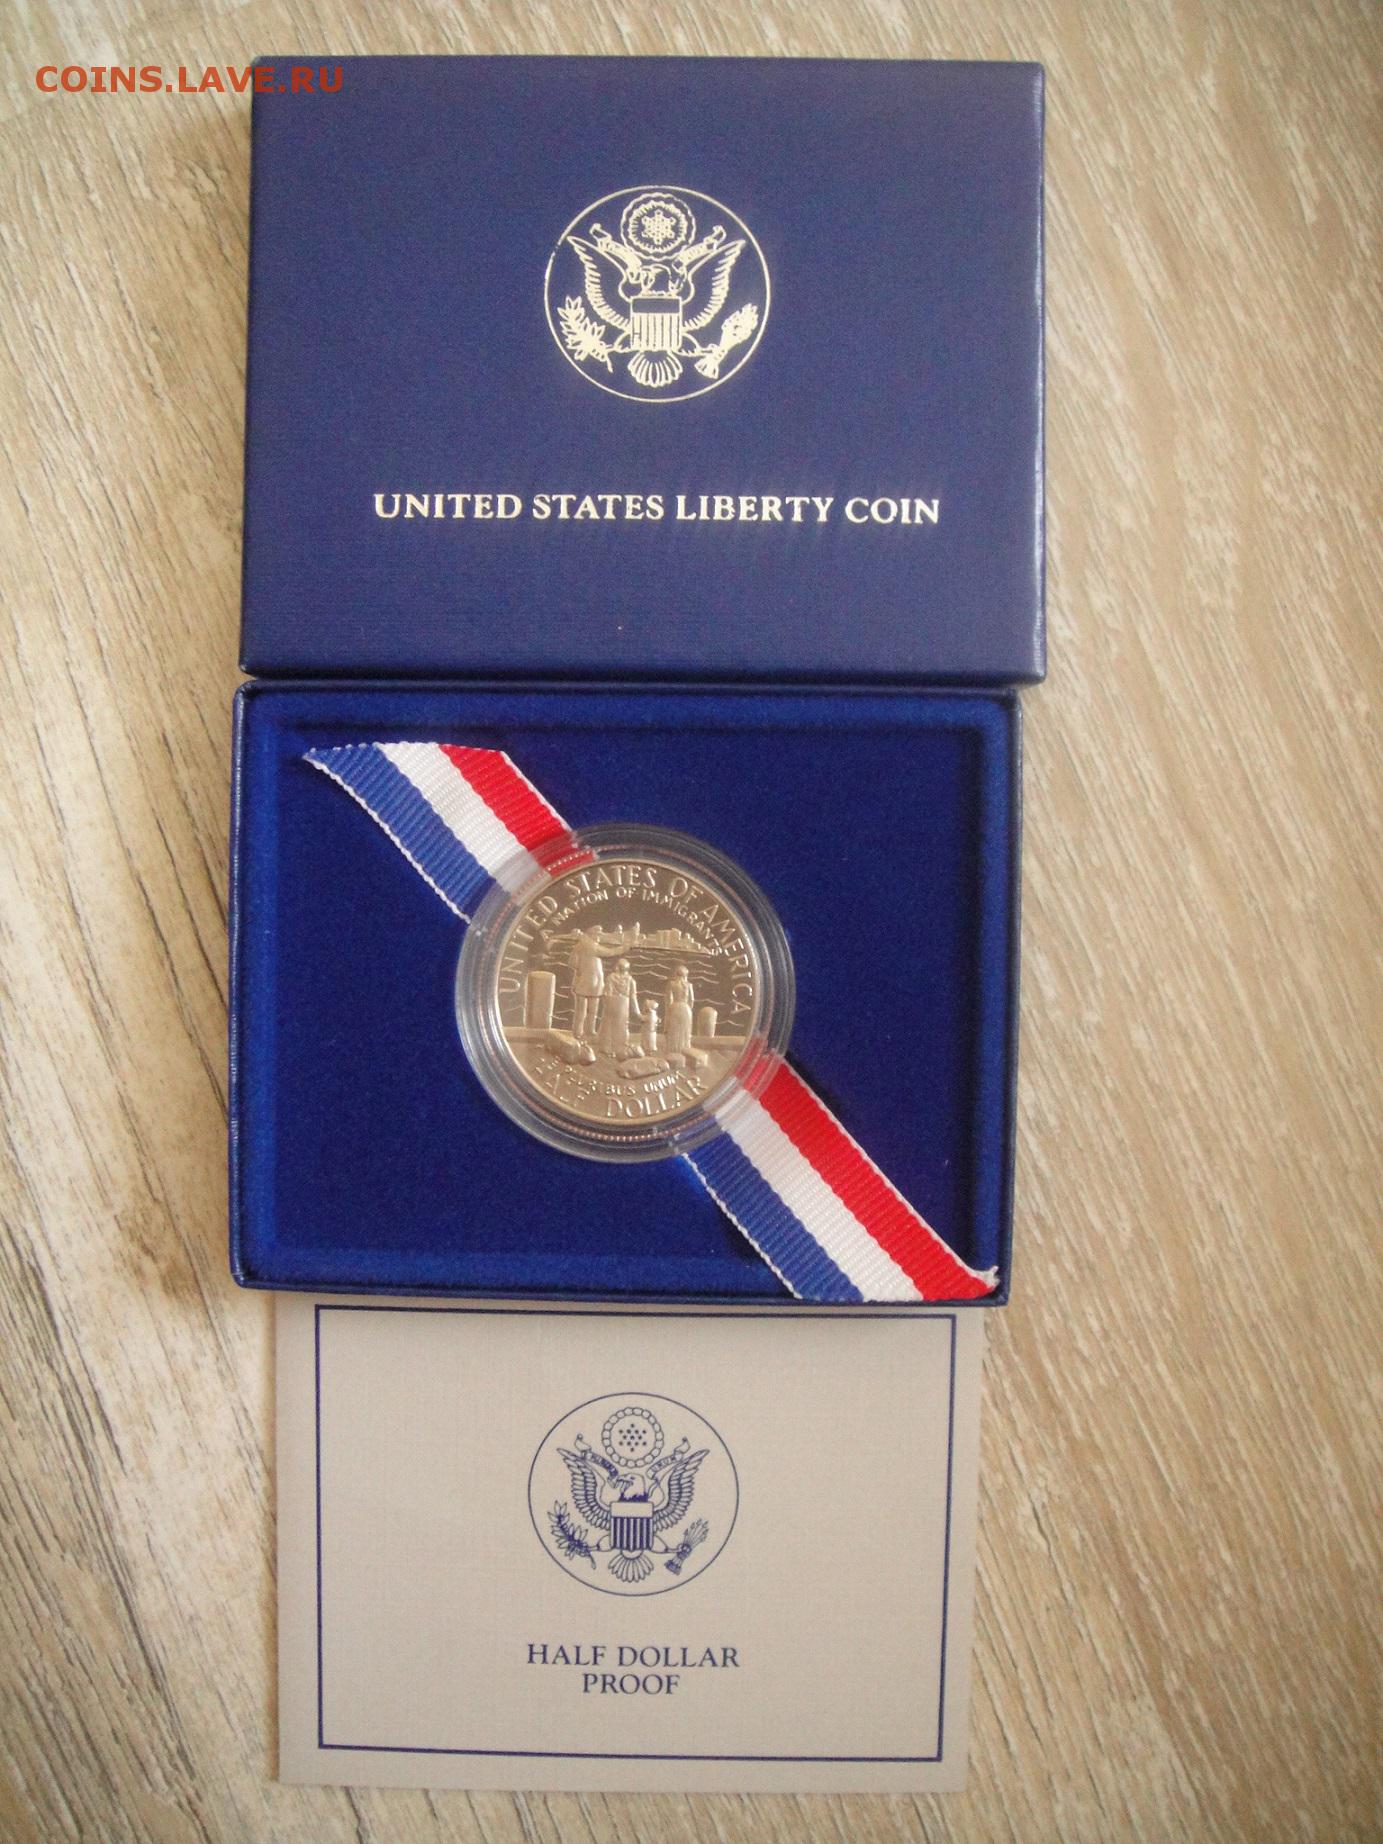 COINS.LAVE.RU
UNITED STATES LIBERTY COIN
UNITED STATES OF AMERICA
A NATION OF IMMIGRANTS
E PLURIBUS UNUM
HALF DOLLAR
HALF DOLLAR
PROOF